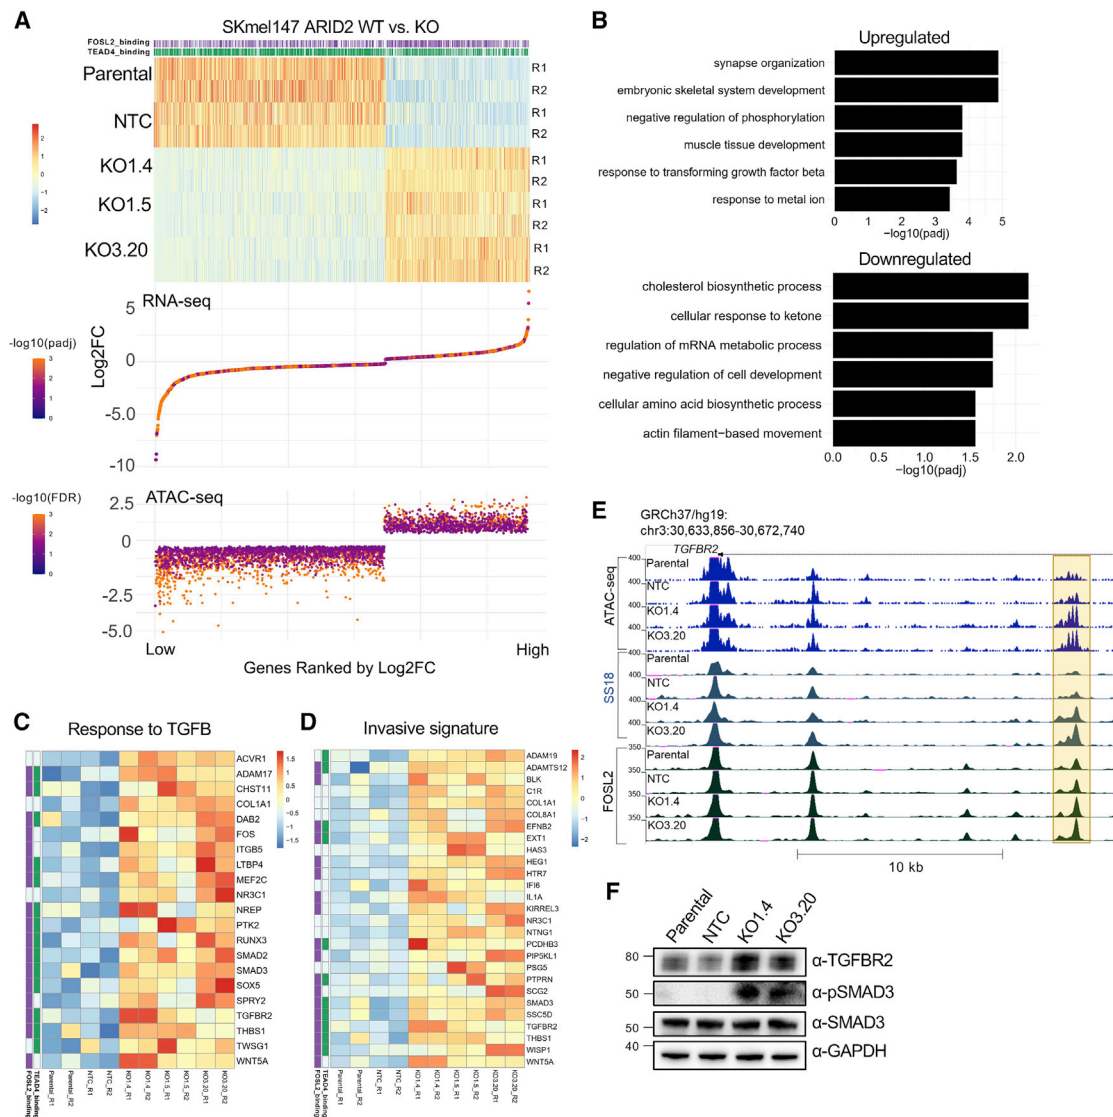 A
SKmel147 ARID2 WT vs. KO
FOSL2_binding
TEAD4_binding
Parental
R1
R2
NTC
R1
R2
KO1.4
R1
R2
KO1.5
R1
R2
KO3.20
R1
R2
2
1
0
−1
−2
RNA-seq
Log2FC
5
0
-5.0
-10
-log10(padj)
3
2
1
0
ATAC-seq
2.5
0
-2.5
-5.0
-log10(FDR)
3
2
1
0
Low
High
Genes Ranked by Log2FC
B
Upregulated
synapse organization
embryonic skeletal system development
negative regulation of phosphorylation
muscle tissue development
response to transforming growth factor beta
response to metal ion
0 1 2 3 4 5
−log10(padj)
Downregulated
cholesterol biosynthetic process
cellular response to ketone
regulation of mRNA metabolic process
negative regulation of cell development
cellular amino acid biosynthetic process
actin filament-based movement
0.0 0.5 1.0 1.5 2.0
−log10(padj)
C
Response to TGFB
ACVR1
ADAM17
CHST11
COL1A1
DAB2
FOS
ITGB5
LTBP4
MEF2C
NR3C1
NREP
PTK2
RUNX3
SMAD2
SMAD3
SOX5
SPRY2
TGFBR2
THBS1
TWSG1
WNT5A
1.5
1
0.5
0
−0.5
−1
−1.5
FOSL2_binding
TEAD4_binding
Parental_R1
Parental_R2
NTC_R1
NTC_R2
KO1.4_R1
KO1.4_R2
KO1.5_R1
KO1.5_R2
KO3.20_R1
KO3.20_R2
D
Invasive signature
ADAM19
ADAMTS12
BLK
C1R
COL1A1
COL8A1
EFNB2
EXT1
HAS3
HEG1
HTR7
IFI6
IL1A
KIRREL3
NR3C1
NTNG1
PCDHB3
PIP5KL1
PSG5
PTPRN
SCG2
SMAD3
SSC5D
TGFBR2
THBS1
WISP1
WNT5A
2
1
0
−1
−2
FOSL2_binding
TEAD4_binding
Parental_R1
Parental_R2
NTC_R1
NTC_R2
KO1.4_R1
KO1.4_R2
KO1.5_R1
KO1.5_R2
KO3.20_R1
KO3.20_R2
E
GRCh37/hg19:
chr3:30,633,856-30,672,740
TGFBR2
ATAC-seq
400
Parental
400
NTC
400
KO1.4
400
KO3.20
SS18
400
Parental
400
NTC
400
KO1.4
400
KO3.20
FOSL2
350
Parental
350
NTC
350
KO1.4
350
KO3.20
10 kb
F
Parental
NTC
KO1.4
KO3.20
80
α-TGFBR2
50
α-pSMAD3
50
α-SMAD3
40
α-GAPDH